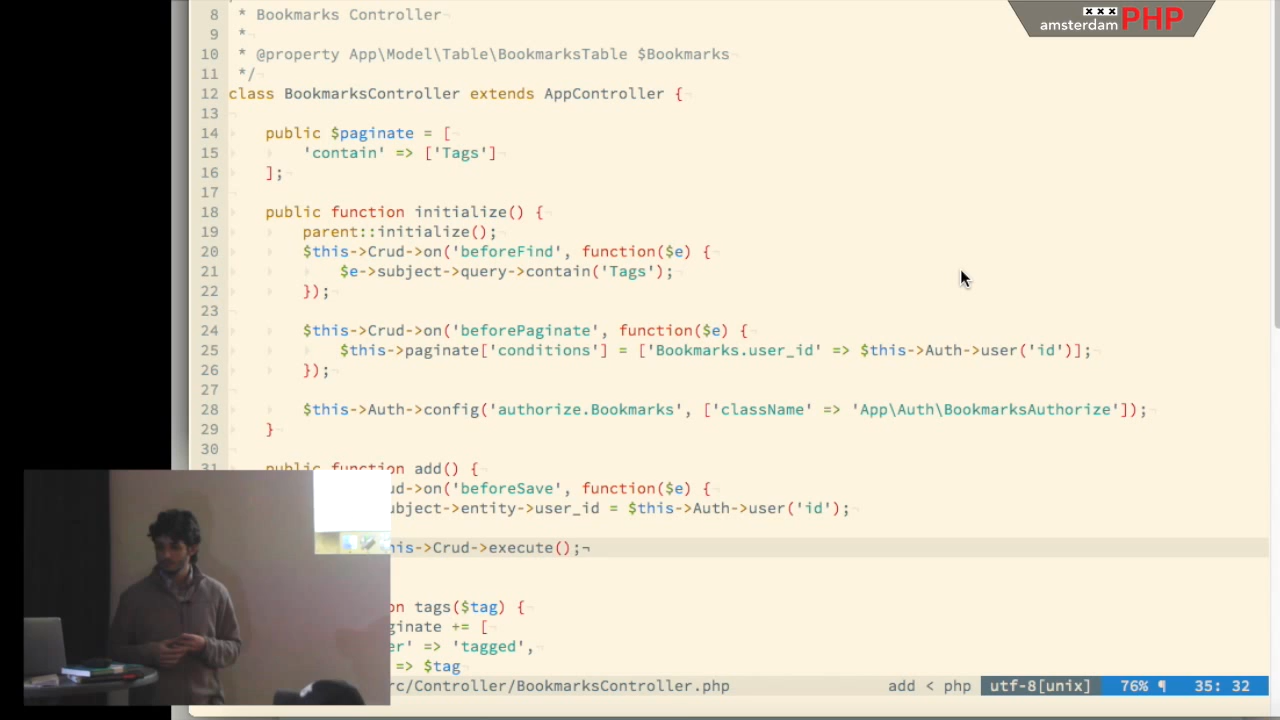 amsterdam PHP
8 * Bookmarks Controller
9 *
10 * @property App\Model\Table\BookmarksTable $Bookmarks
11 */
12 class BookmarksController extends AppController {
13
14 public $paginate = [
15 'contain' => ['Tags']
16 ];
17
18 public function initialize() {
19 parent::initialize();
20 $this->Crud->on('beforeFind', function($e) {
21 $e->subject->query->contain('Tags');
22 });
23
24 $this->Crud->on('beforePaginate', function($e) {
25 $this->paginate['conditions'] = ['Bookmarks.user_id' => $this->Auth->user('id')];
26 });
27
28 $this->Auth->config('authorize.Bookmarks', ['className' => 'App\Auth\BookmarksAuthorize']);
29 }
30
31 public function add() {
ud->on('beforeSave', function($e) {
ubject->entity->user_id = $this->Auth->user('id');
his->Crud->execute();
on tags($tag) {
ginate += [
er' => 'tagged',
=> $tag
rc/Controller/BookmarksController.php add < php utf-8[unix] 76% ¶ 35: 32